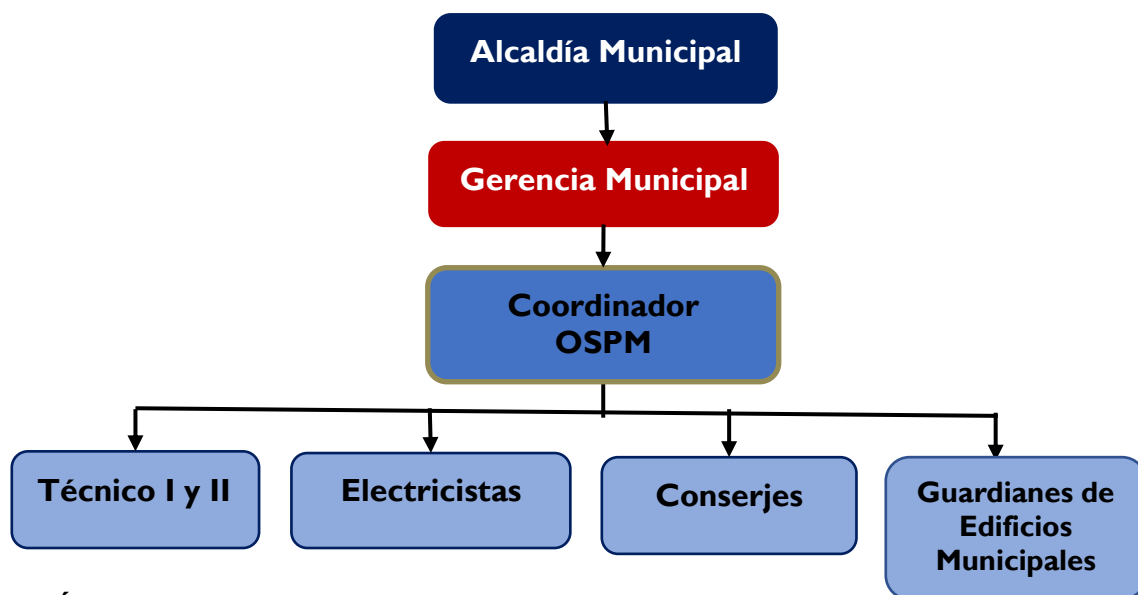 Alcaldía Municipal
Gerencia Municipal
Coordinador
OSPM
Técnico I y II
Electricistas
Conserjes
Guardianes de
Edificios
Municipales